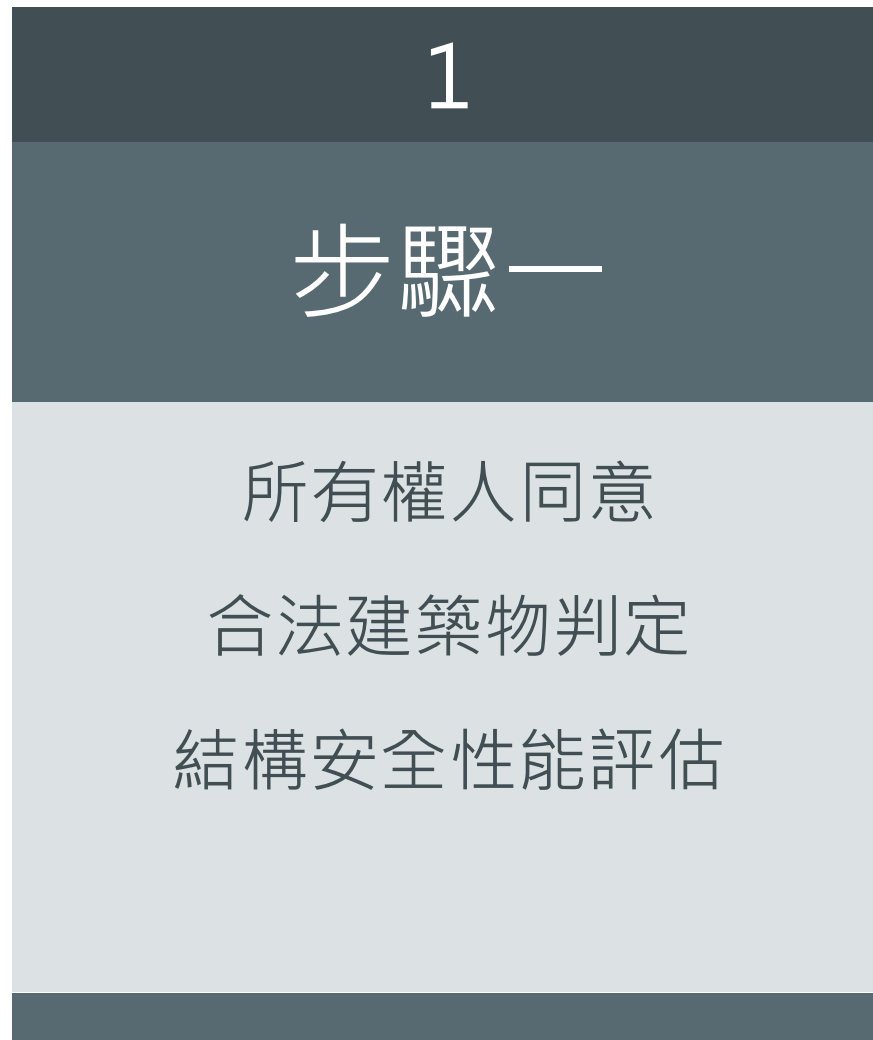 1
步驟一
所有權人同意
合法建築物判定
結構安全性能評估